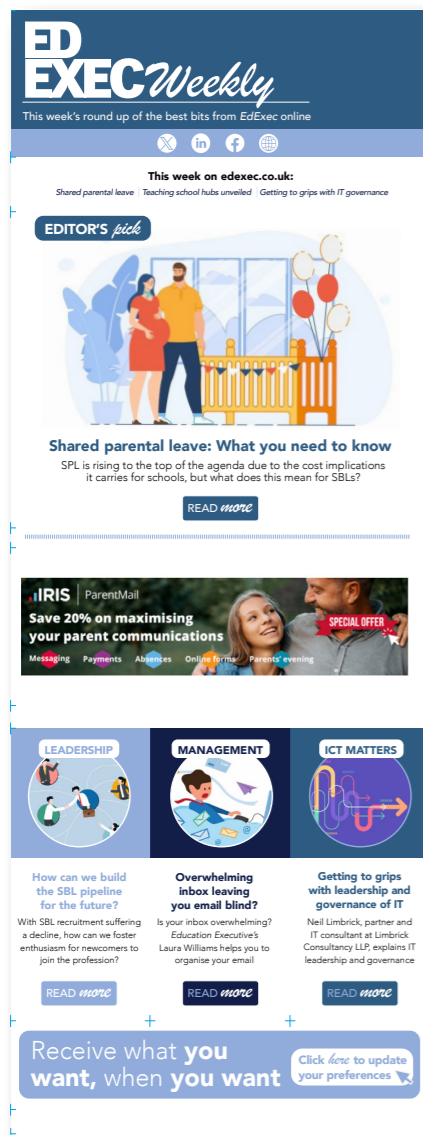 ED
EXEC Weekly
This week's round up of the best bits from EdExec online
This week on edexec.co.uk:
Shared parental leave | Teaching school hubs unveiled | Getting to grips with IT governance
EDITOR'S pick
Shared parental leave: What you need to know
SPL is rising to the top of the agenda due to the cost implications
it carries for schools, but what does this mean for SBLs?
READ more
IRIS | ParentMail
Save 20% on maximising
your parent communications
SPECIAL OFFER
Messaging Payments Absences Online forms Parents' evening
LEADERSHIP
How can we build
the SBL pipeline
for the future?
With SBL recruitment suffering
a decline, how can we foster
enthusiasm for newcomers to
join the profession?
READ more
MANAGEMENT
Overwhelming
inbox leaving
you email blind?
Is your inbox overwhelming?
Education Executive's
Laura Williams helps you to
organise your email
READ more
ICT MATTERS
Getting to grips
with leadership and
governance of IT
Neil Limbrick, partner and
IT consultant at Limbrick
Consultancy LLP, explains IT
leadership and governance
READ more
Receive what you
want, when you want
Click here to update
your preferences